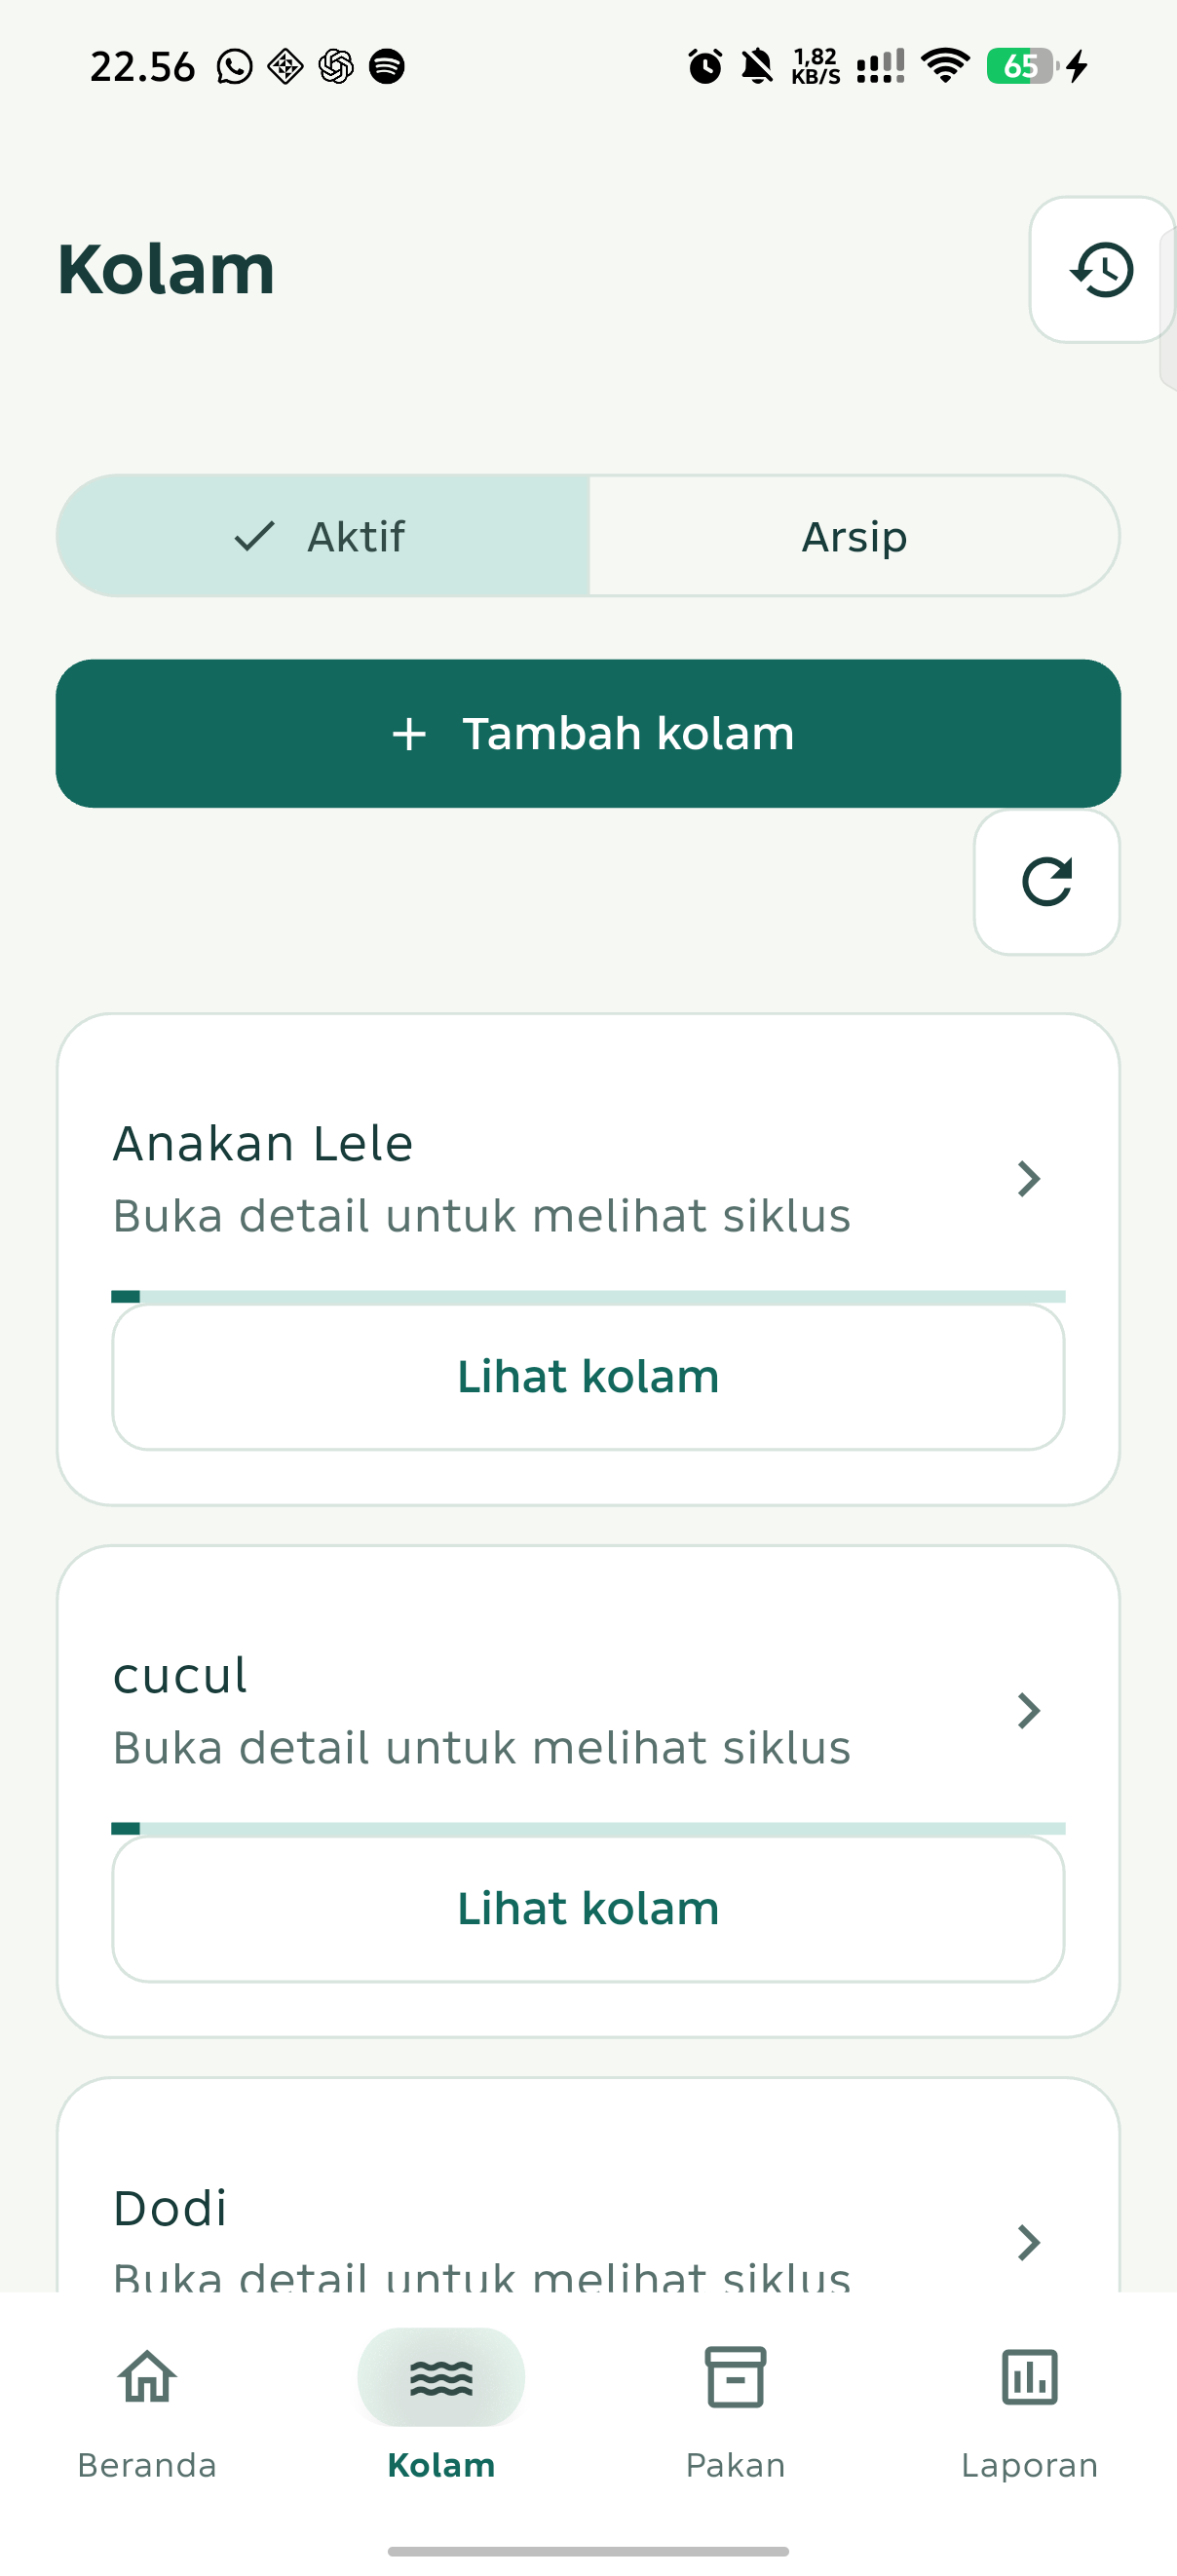 22.56
1,82
KB/S
65
Kolam
Aktif
Arsip
+ Tambah kolam
Anakan Lele
Buka detail untuk melihat siklus
Lihat kolam
cucul
Buka detail untuk melihat siklus
Lihat kolam
Dodi
Buka detail untuk melihat siklus
Beranda
Kolam
Pakan
Laporan